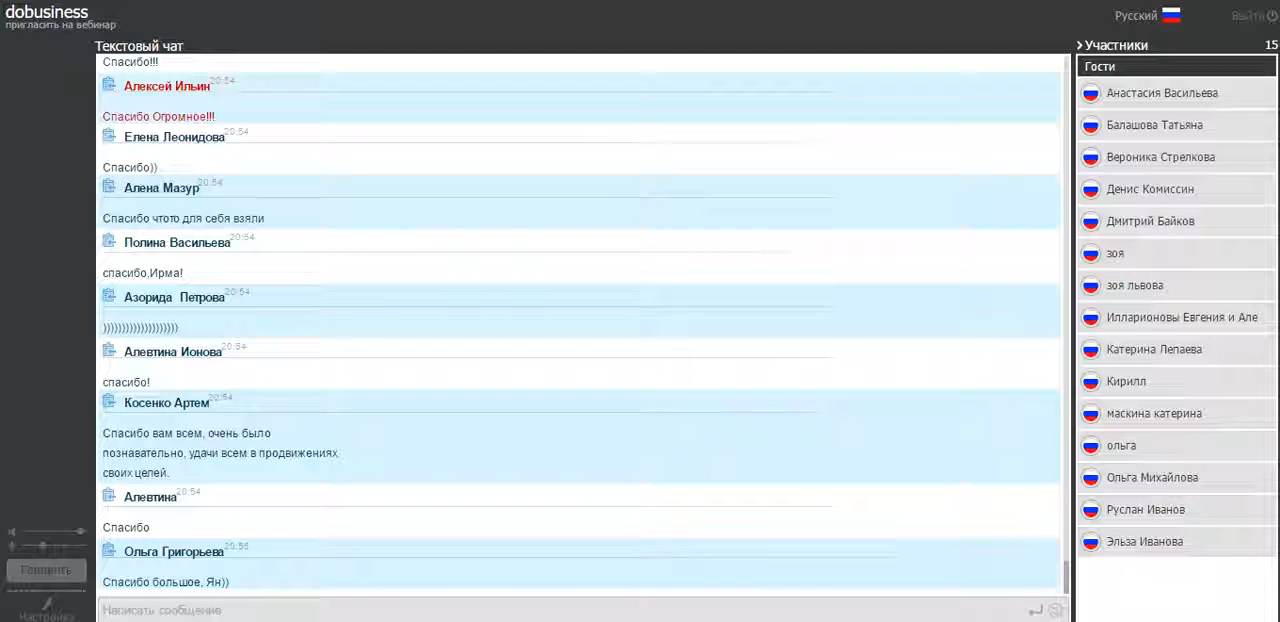 dobusiness
пригласить на вебинар
Русский
Выйти
Текстовый чат
Участники 15
Гости
Спасибо!!!
Алексей Ильин 20:54
Спасибо Огромное!!!
Елена Леонидова 20:54
Спасибо))
Алена Мазур 20:54
Спасибо чтото для себя взяли
Полина Васильева 20:54
спасибо,Ирма!
Азорида Петрова 20:54
))))))))))))))))))))
Алевтина Ионова 20:54
спасибо!
Косенко Артем 20:54
Спасибо вам всем, очень было
познавательно, удачи всем в продвижениях
своих целей.
Алевтина 20:54
Спасибо
Ольга Григорьева 20:55
Спасибо большое, Ян))
Написать сообщение
Говорить
Настройка
Анастасия Васильева
Балашова Татьяна
Вероника Стрелкова
Денис Комиссин
Дмитрий Байков
зоя
зоя львова
Илларионовы Евгения и Але
Катерина Лепаева
Кирилл
маскина катерина
ольга
Ольга Михайлова
Руслан Иванов
Эльза Иванова